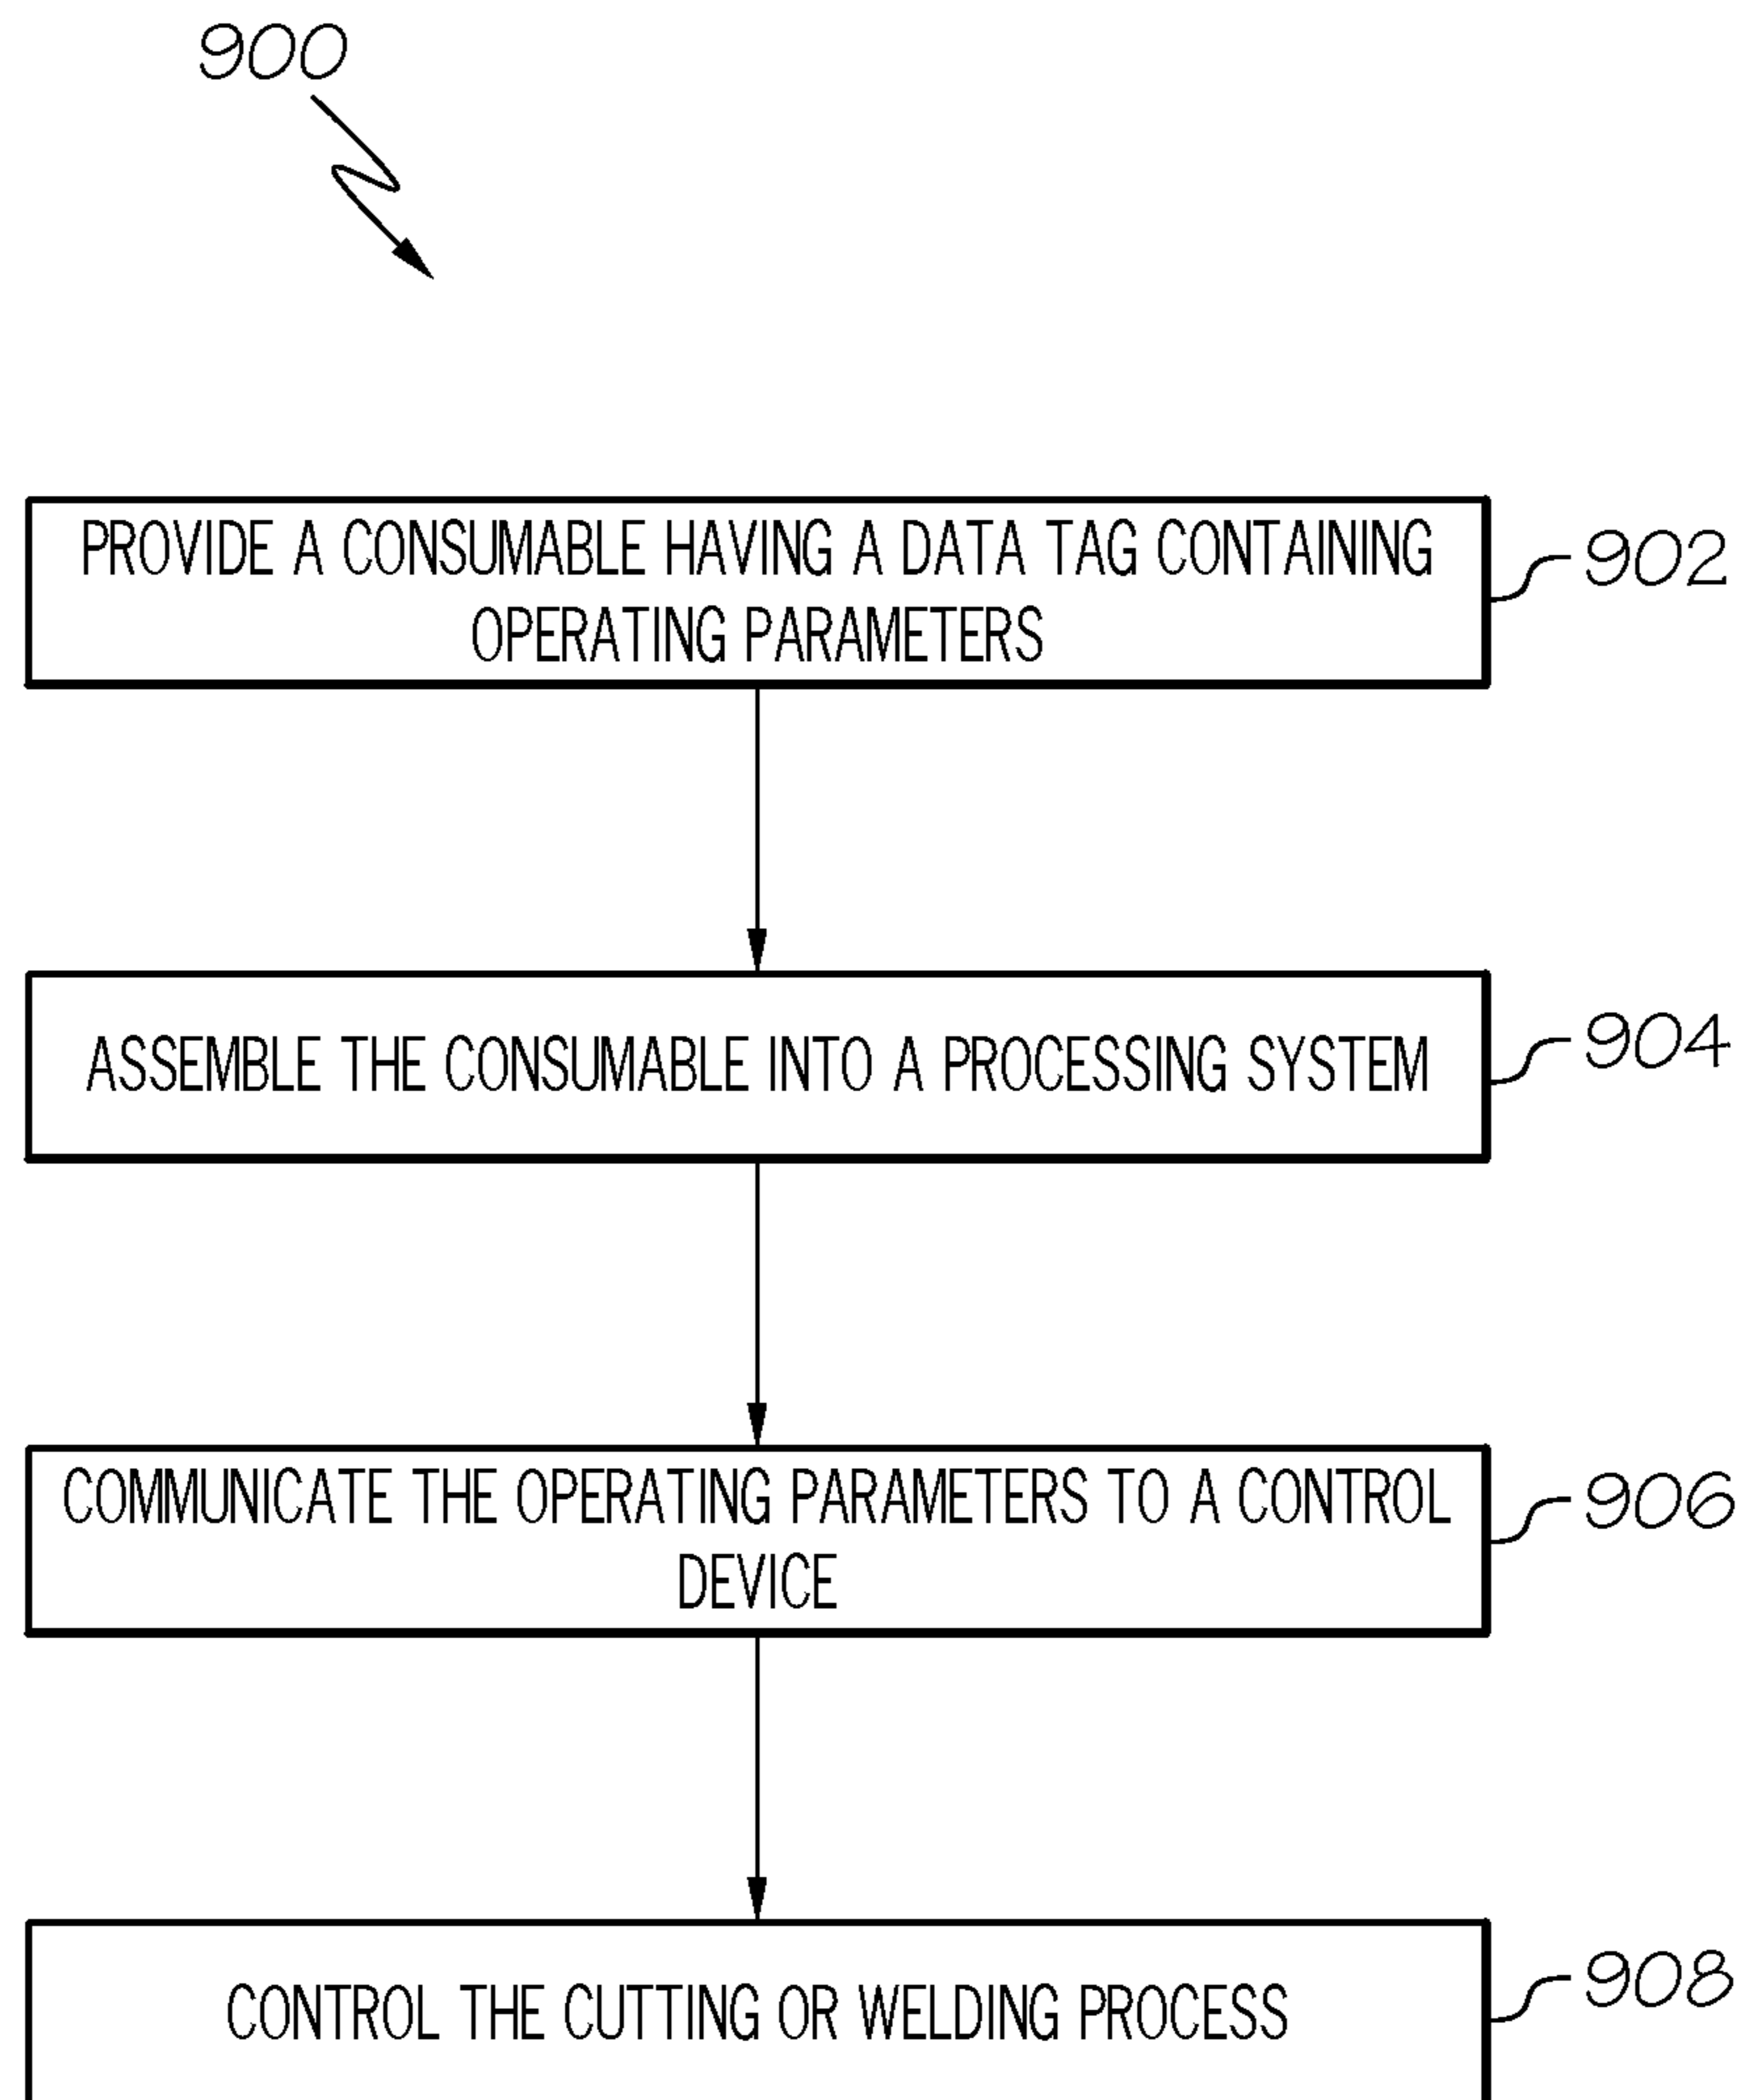 900
PROVIDE A CONSUMABLE HAVING A DATA TAG CONTAINING
OPERATING PARAMETERS
902
ASSEMBLE THE CONSUMABLE INTO A PROCESSING SYSTEM
904
COMMUNICATE THE OPERATING PARAMETERS TO A CONTROL
DEVICE
906
CONTROL THE CUTTING OR WELDING PROCESS
908